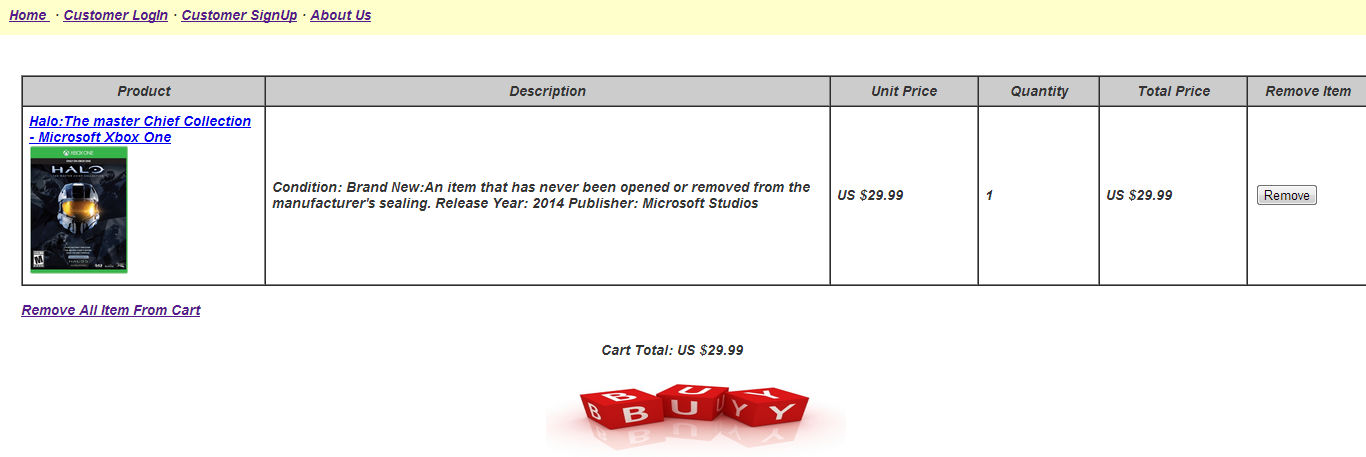 Home · Customer LogIn · Customer SignUp · About Us
Product Description Unit Price Quantity Total Price Remove Item
Halo:The master Chief Collection
- Microsoft Xbox One
XBOX ONE
HALO
Condition: Brand New:An item that has never been opened or removed from the
manufacturer's sealing. Release Year: 2014 Publisher: Microsoft Studios
US $29.99
1
US $29.99
Remove
M
Remove All Item From Cart
Cart Total: US $29.99
B U Y
B U Y